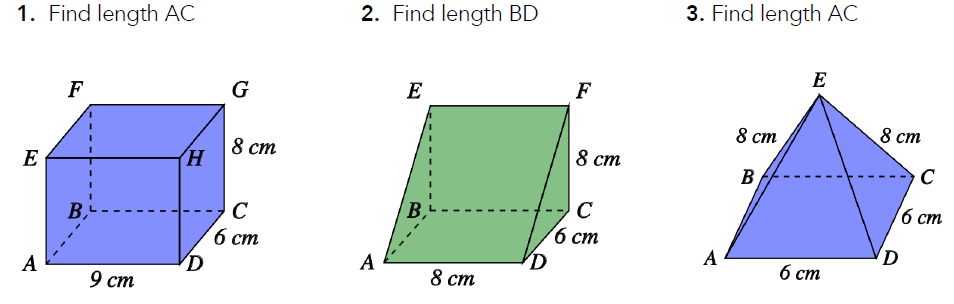 1. Find length AC
F
G
E
H
8 cm
B
C
6 cm
A
D
9 cm
2. Find length BD
E
F
8 cm
B
C
6 cm
A
D
8 cm
3. Find length AC
E
8 cm
8 cm
B
C
6 cm
A
D
6 cm